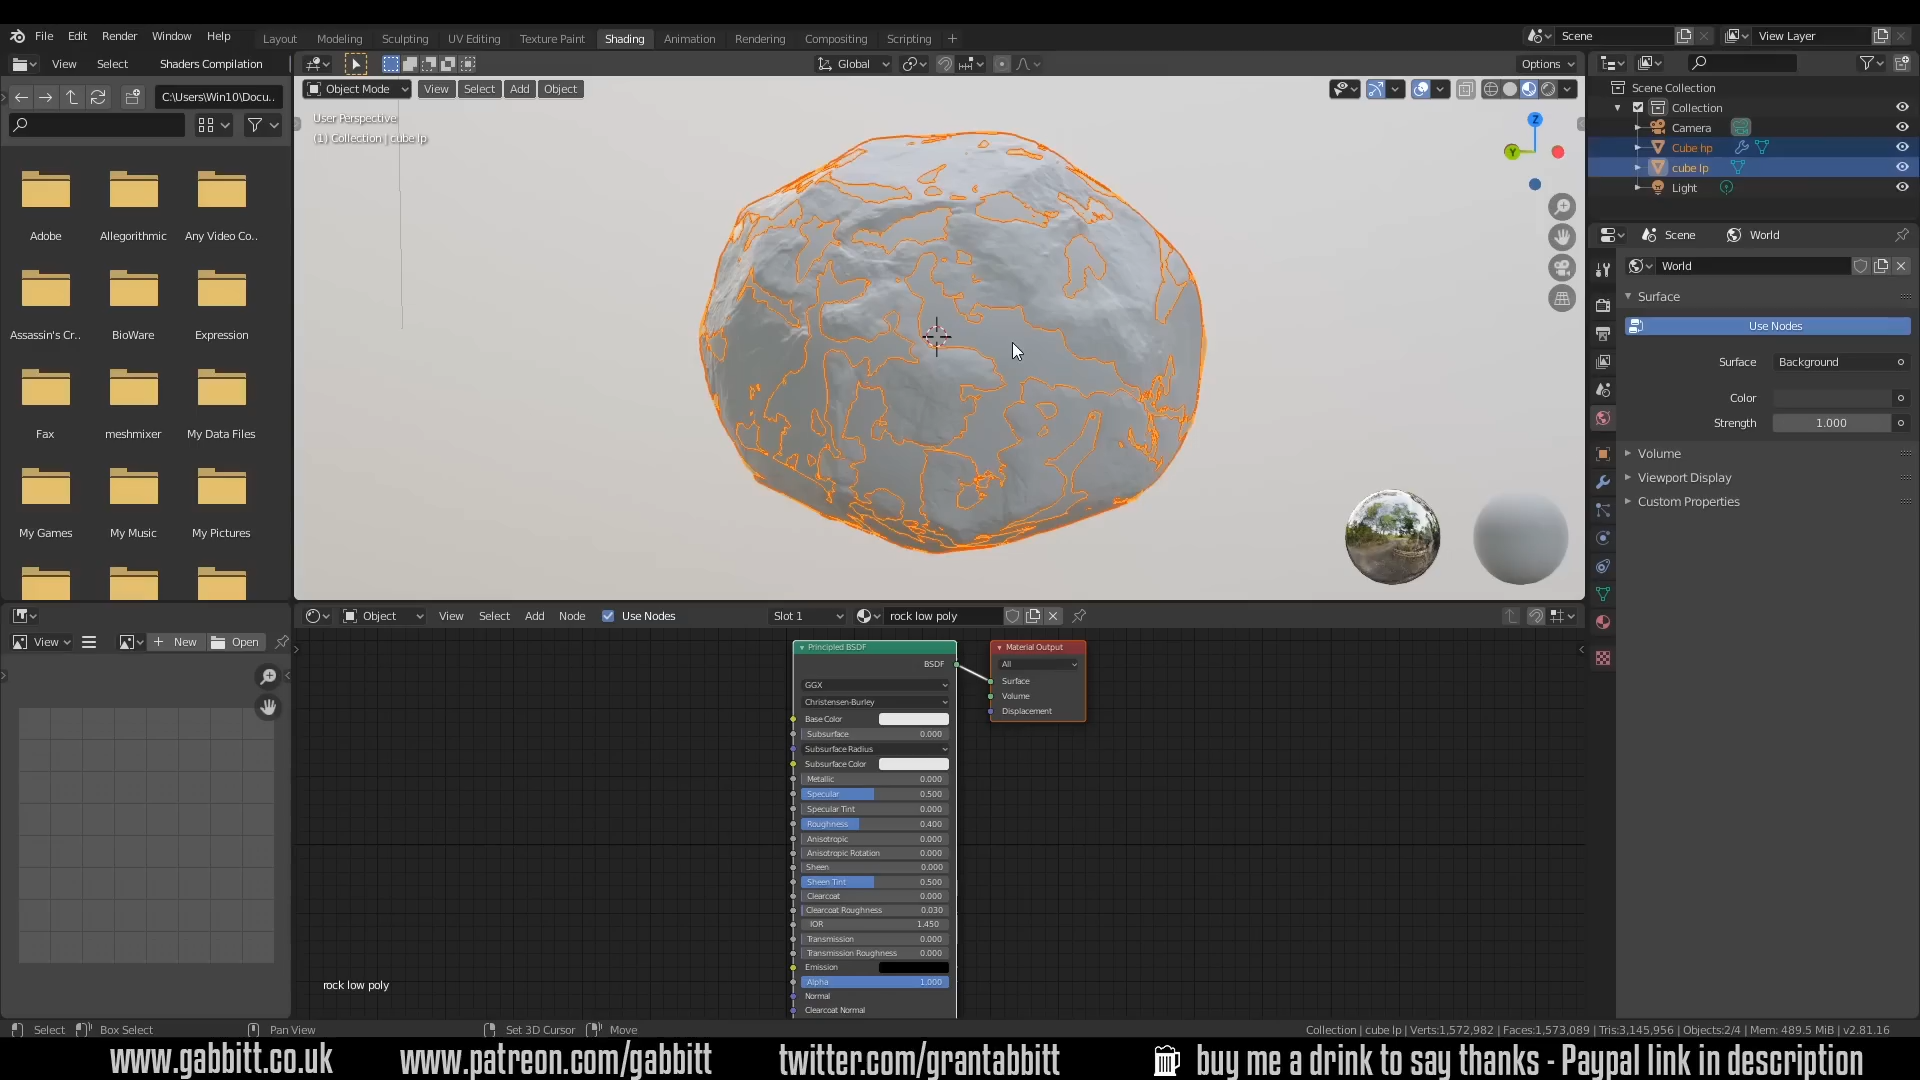 File Edit Render Window Help
Layout Modeling Sculpting UV Editing Texture Paint Shading Animation Rendering Compositing Scripting
Scene
View Layer
View Select Shaders Compilation
Global
Options
C:\Users\Win10\Docu..
Object Mode View Select Add Object
User Perspective
(1) Collection | cube lp
Z
Y
Adobe Allegorithmic Any Video Co..
Assassin's Cr.. BioWare Expression
Fax meshmixer My Data Files
My Games My Music My Pictures
Scene Collection
Collection
Camera
Cube hp
cube lp
Light
Scene World
World
Surface
Use Nodes
Surface Background
Color
Strength 1.000
Volume
Viewport Display
Custom Properties
View New Open
Object View Select Add Node Use Nodes Slot 1 rock low poly
Principled BSDF
BSDF
GGX
Christensen-Burley
Base Color
Subsurface 0.000
Subsurface Radius
Subsurface Color
Metallic 0.000
Specular 0.500
Specular Tint 0.000
Roughness 0.400
Anisotropic 0.000
Anisotropic Rotation 0.000
Sheen 0.000
Sheen Tint 0.500
Clearcoat 0.000
Clearcoat Roughness 0.030
IOR 1.450
Transmission 0.000
Transmission Roughness 0.000
Emission
Alpha 1.000
Normal
Clearcoat Normal
Material Output
All
Surface
Volume
Displacement
rock low poly
Select Box Select Pan View Set 3D Cursor Move
Collection | cube lp | Verts:1,572,982 | Faces:1,573,089 | Tris:3,145,956 | Objects:2/4 | Mem: 489.5 MiB | v2.81.16
www.gabbitt.co.uk www.patreon.com/gabbitt twitter.com/grantabbitt buy me a drink to say thanks - Paypal link in description